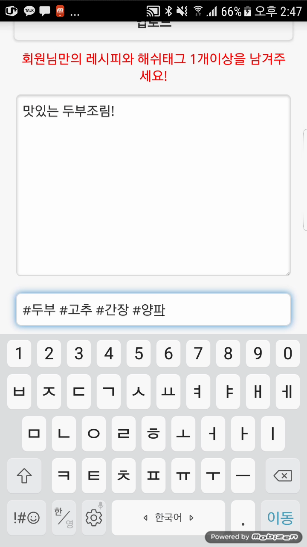 66% 오후 2:47
업로드
회원님만의 레시피와 해쉬태그 1개이상을 남겨주
세요!
맛있는 두부조림!
#두부 #고추 #간장 #양파
1 2 3 4 5 6 7 8 9 0
ㅂ ㅈ ㄷ ㄱ ㅅ ㅛ ㅕ ㅑ ㅐ ㅔ
ㅁ ㄴ ㅇ ㄹ ㅎ ㅗ ㅓ ㅏ ㅣ
ㅋ ㅌ ㅊ ㅍ ㅠ ㅜ ㅡ
!#☺ 한/영 한국어 . 이동
Powered by Mobizen